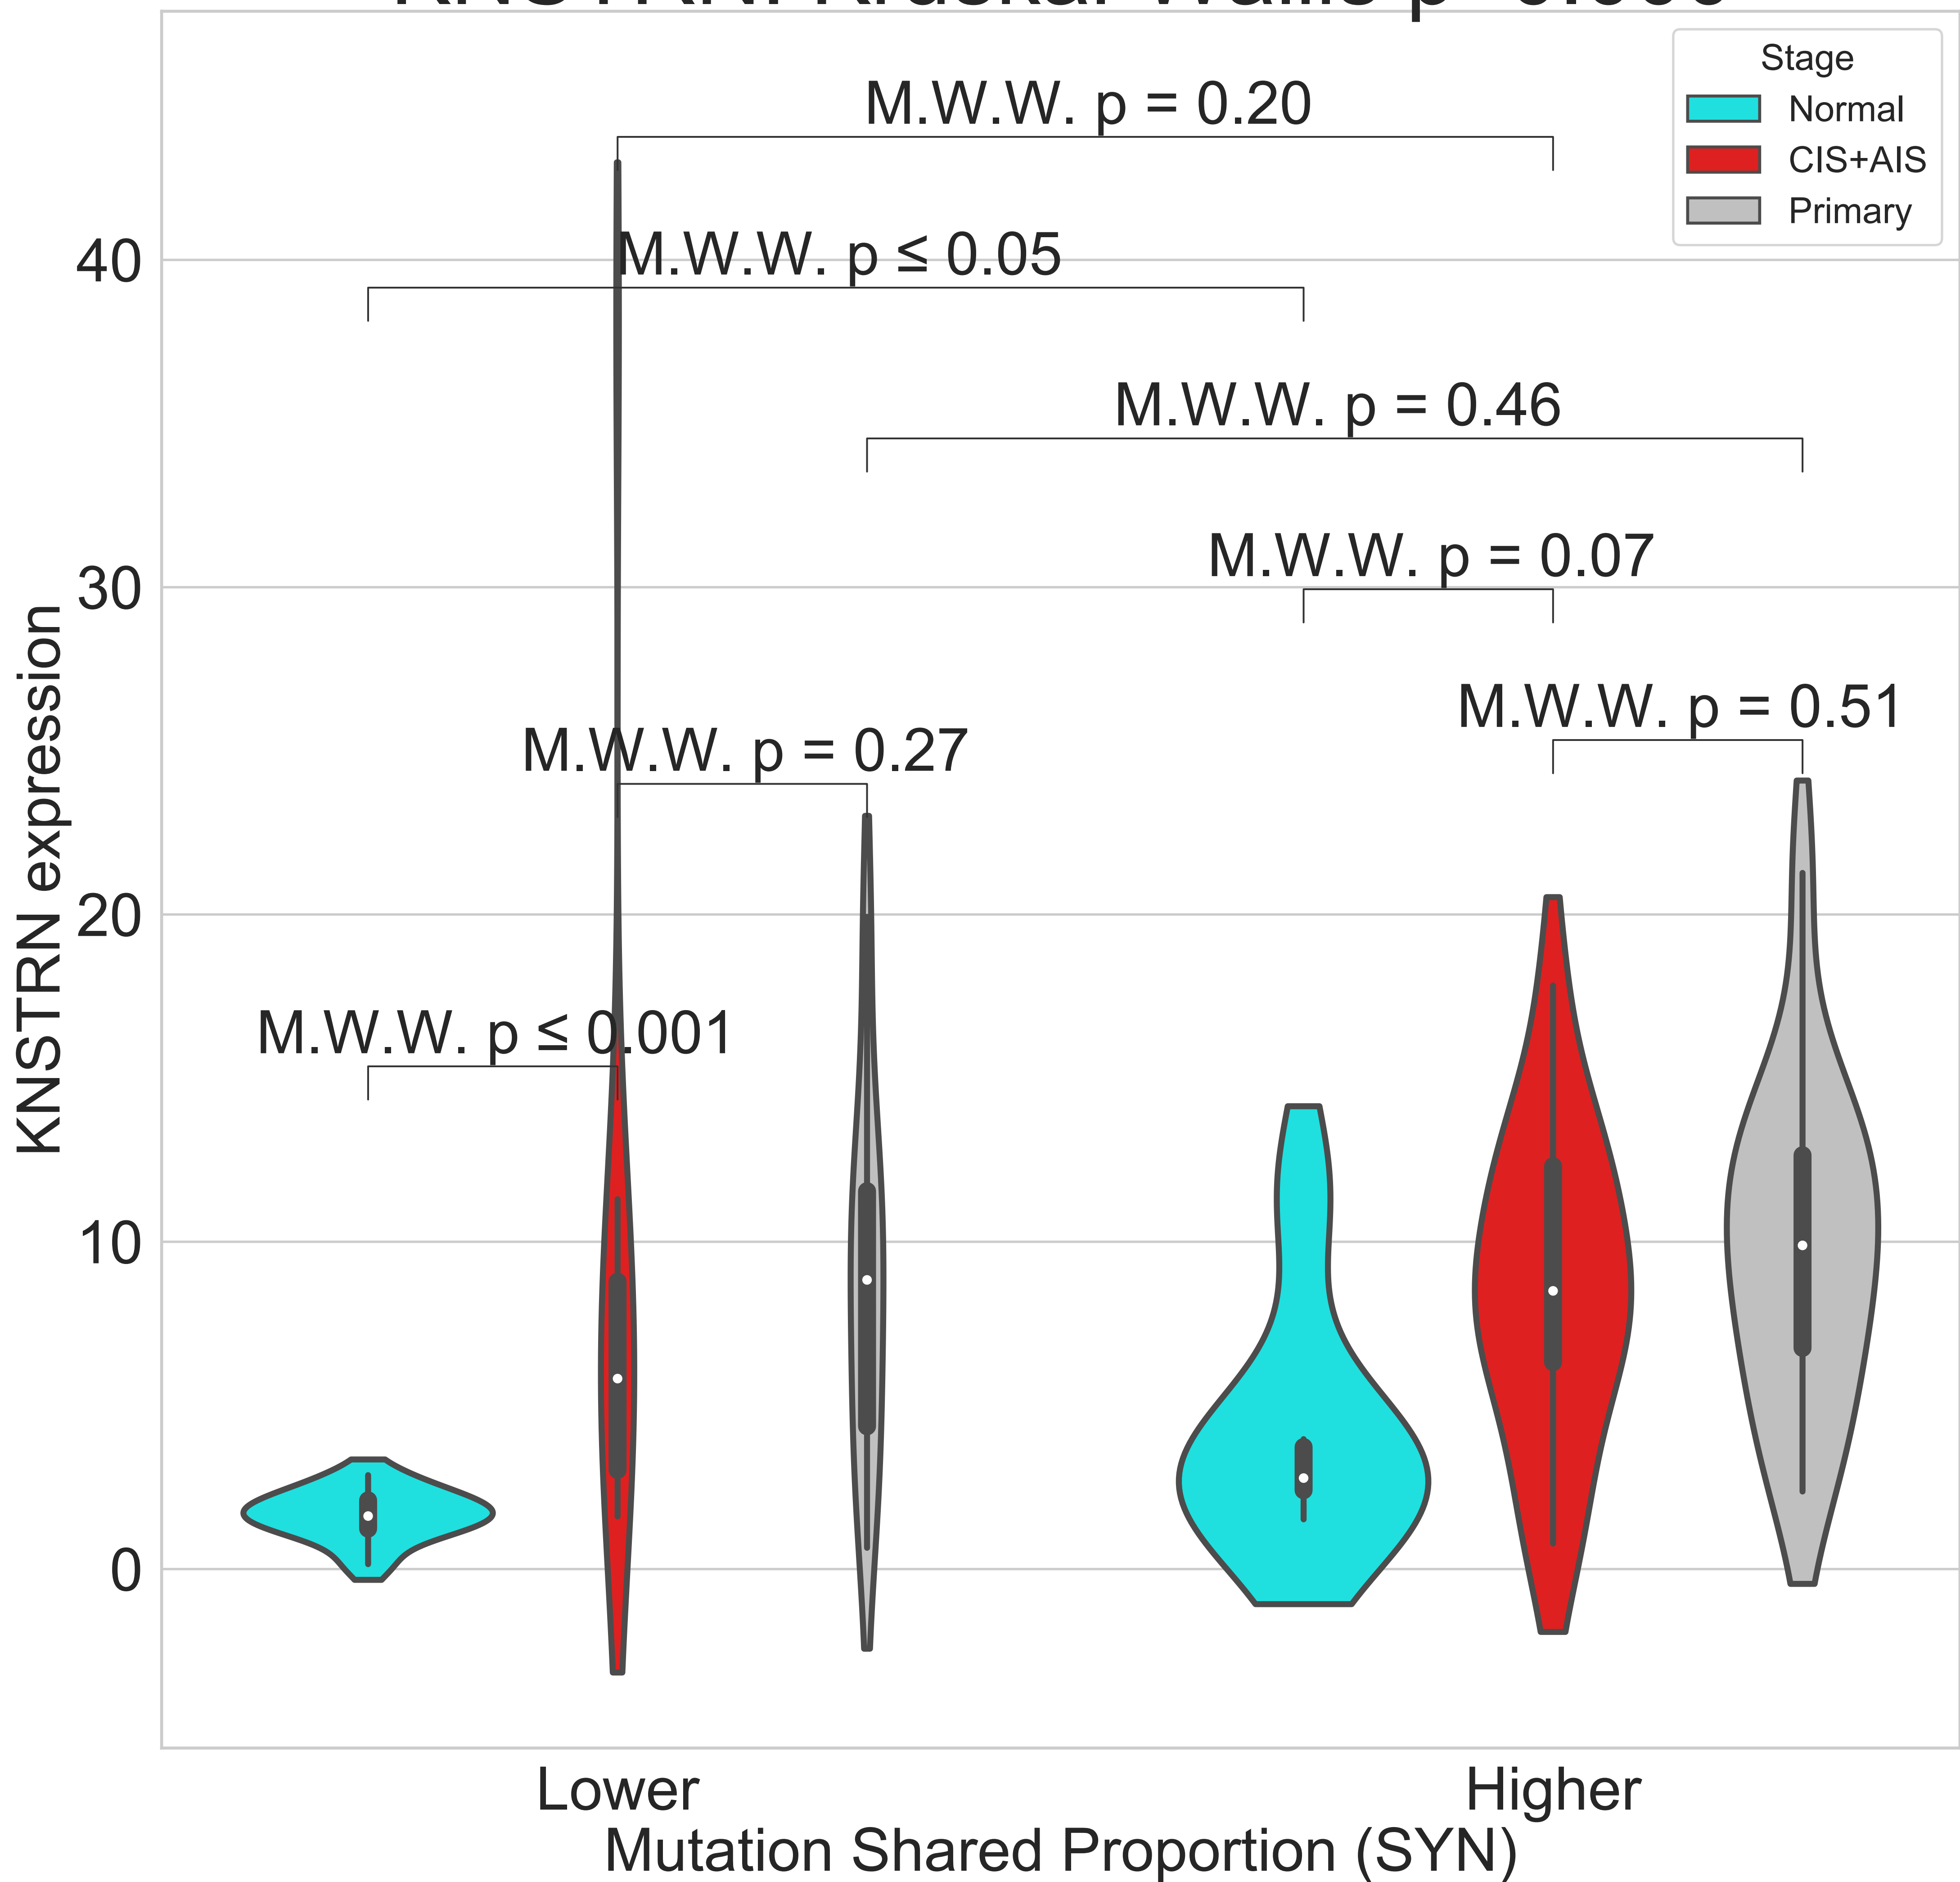 Stage
Normal
CIS+AIS
Primary
M.W.W. p = 0.20
M.W.W. p ≤ 0.05
M.W.W. p = 0.46
M.W.W. p = 0.07
M.W.W. p = 0.51
M.W.W. p = 0.27
M.W.W. p ≤ 0.001
KNSTRN expression
40
30
20
10
0
Lower
Higher
Mutation Shared Proportion (SYN)